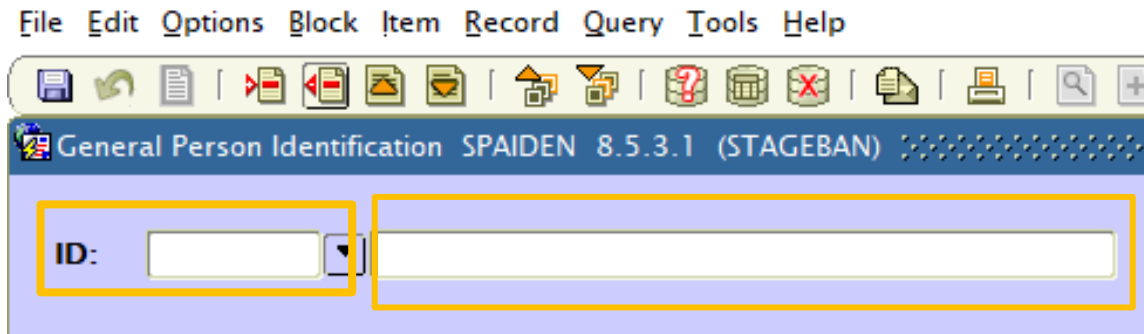 File Edit Options Block Item Record Query Tools Help
General Person Identification SPAIDEN 8.5.3.1 (STAGEBAN)
ID: